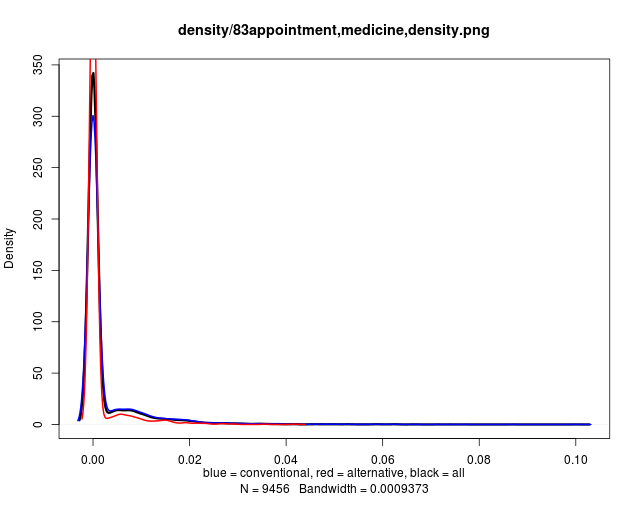 density/83appointment,medicine,density.png
Density
350
300
250
200
150
100
50
0
0.00 0.02 0.04 0.06 0.08 0.10
blue = conventional, red = alternative, black = all
N = 9456 Bandwidth = 0.0009373